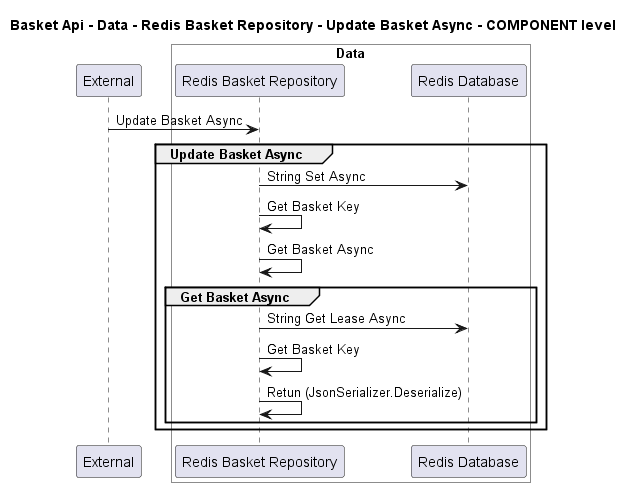 Basket Api - Data - Redis Basket Repository - Update Basket Async - COMPONENT level
Data
External
Redis Basket Repository
Redis Database
Update Basket Async
Update Basket Async
String Set Async
Get Basket Key
Get Basket Async
Get Basket Async
String Get Lease Async
Get Basket Key
Retun (JsonSerializer.Deserialize)
External
Redis Basket Repository
Redis Database